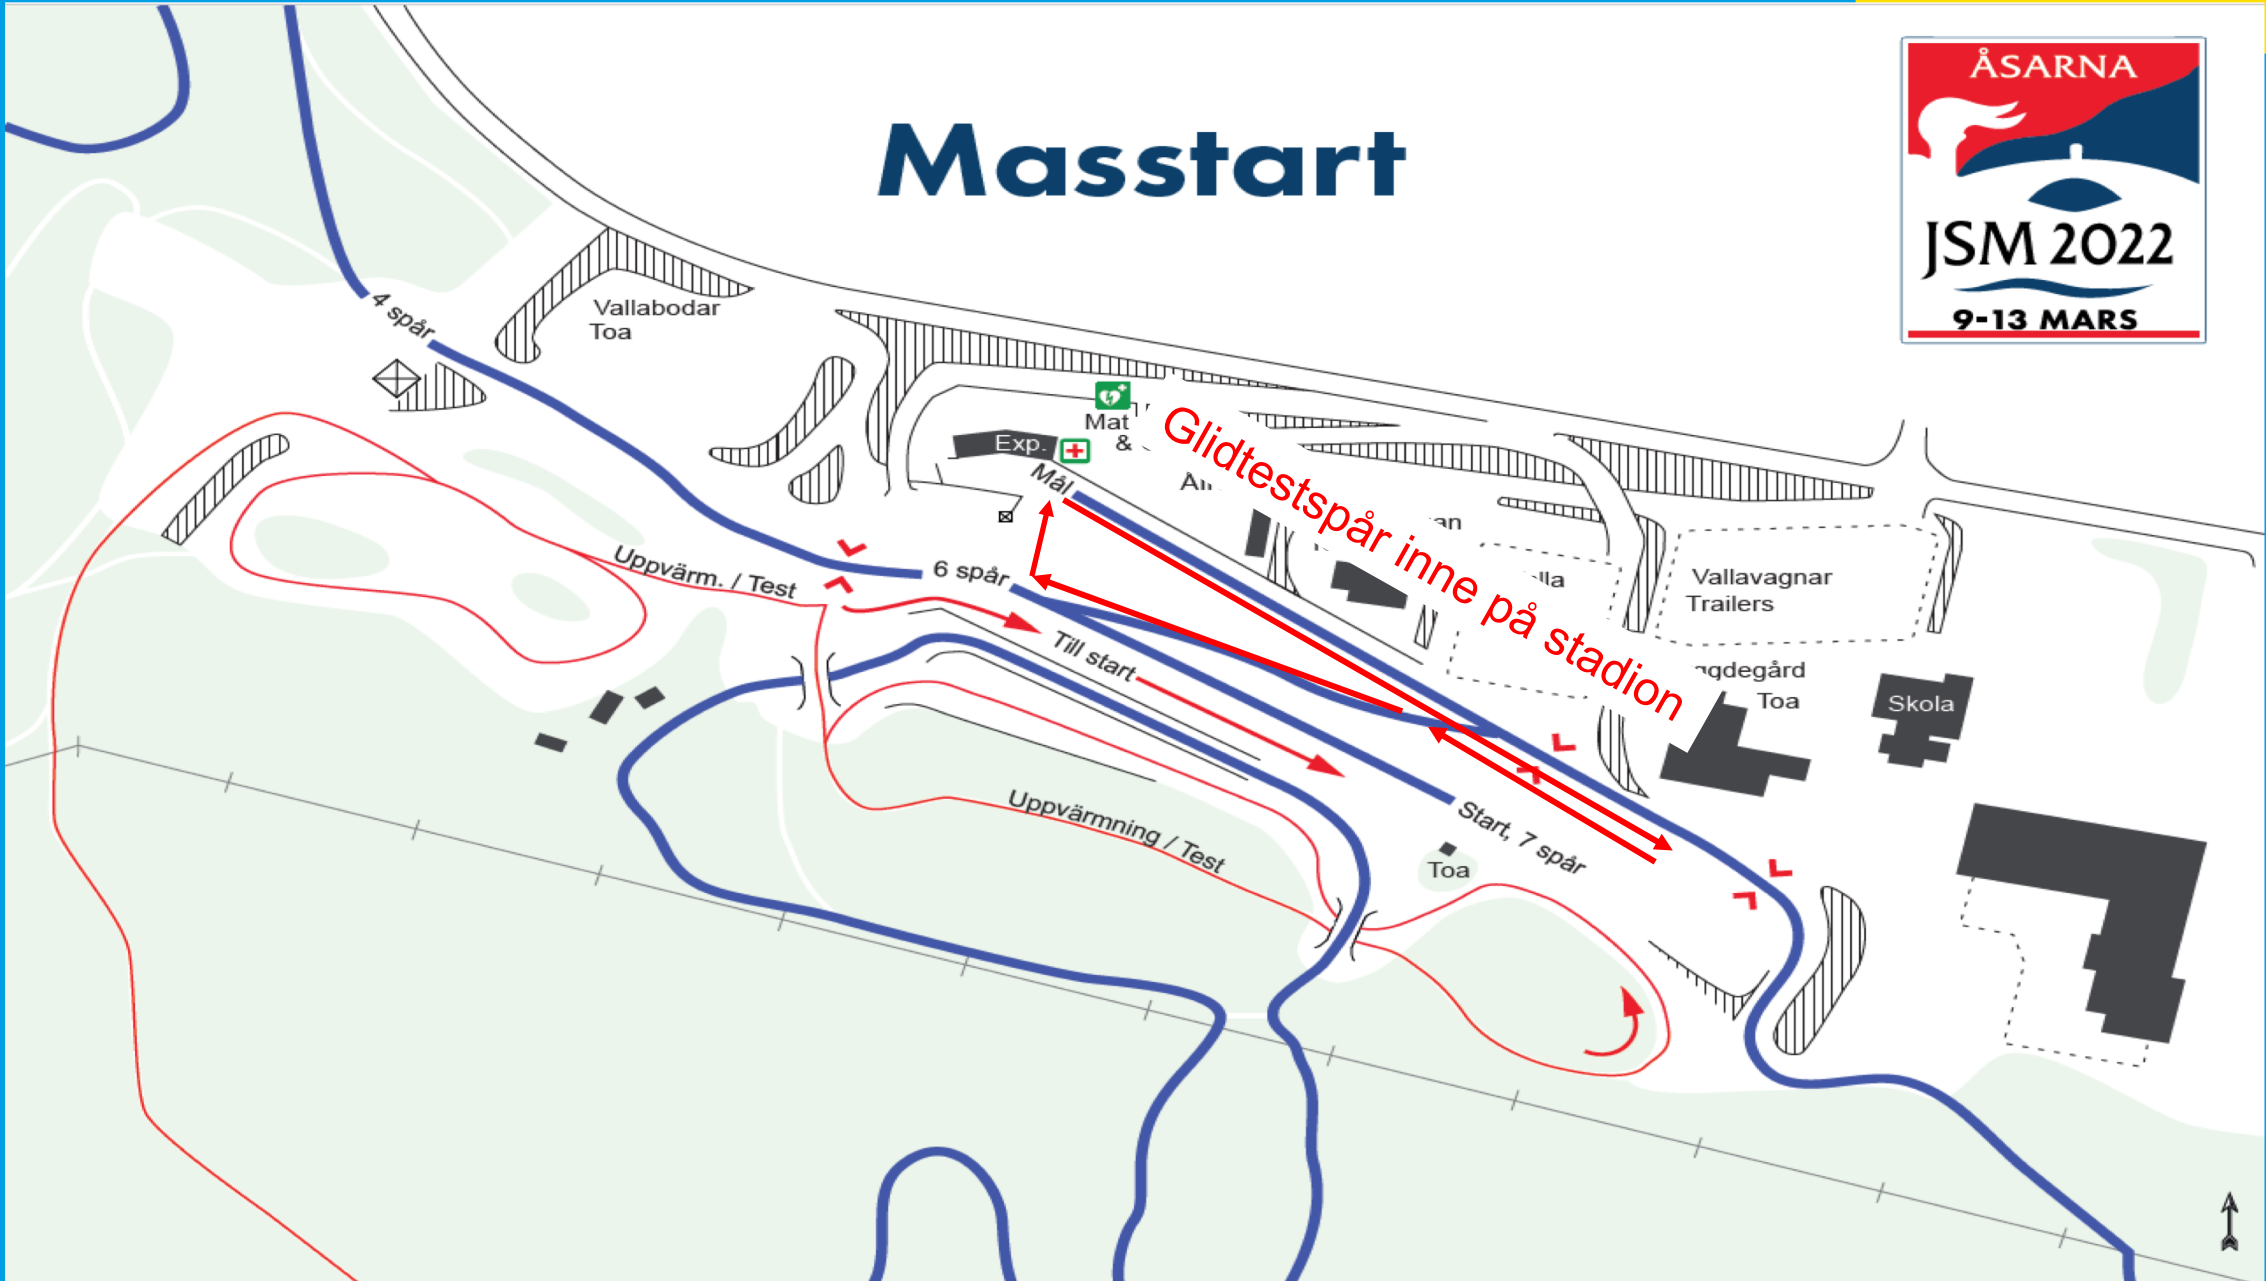 Masstart
ÅSARNA
JSM 2022
9-13 MARS
4 spår
Vallabodar
Toa
Mat
&
Exp.
Mål
Glidtestspår inne på stadion
Uppvärm. / Test
6 spår
Till start
Vallavagnar
Trailers
Toa
Skola
Uppvärmning / Test
Start, 7 spår
Toa